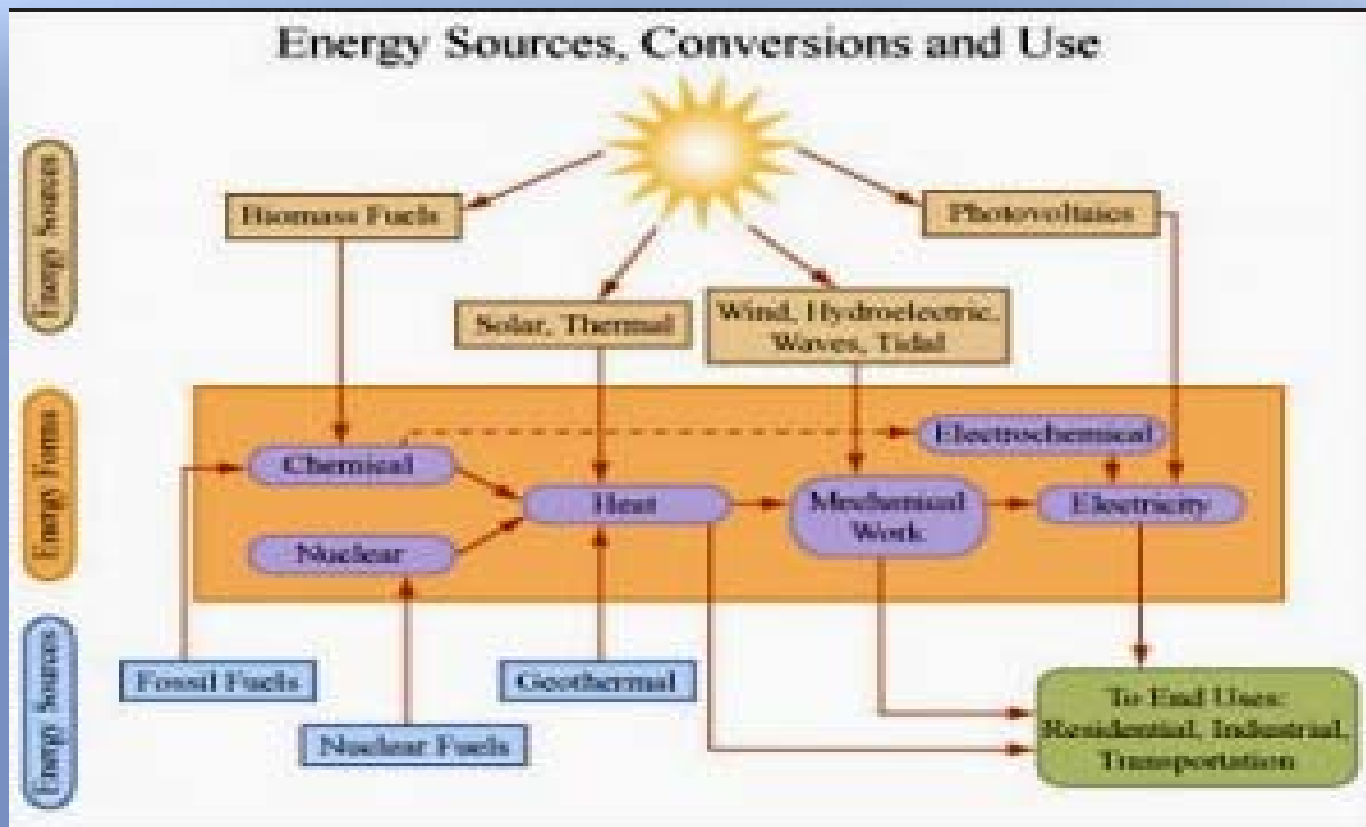 Energy Sources, Conversions and Use
Energy Sources
Biomass Fuels
Photovoltaics
Solar, Thermal
Wind, Hydroelectric,
Waves, Tidal
Energy Forms
Electrochemical
Chemical
Heat
Mechanical
Work
Electricity
Nuclear
Energy Sources
Fossil Fuels
Geothermal
Nuclear Fuels
To End Uses:
Residential, Industrial,
Transportation